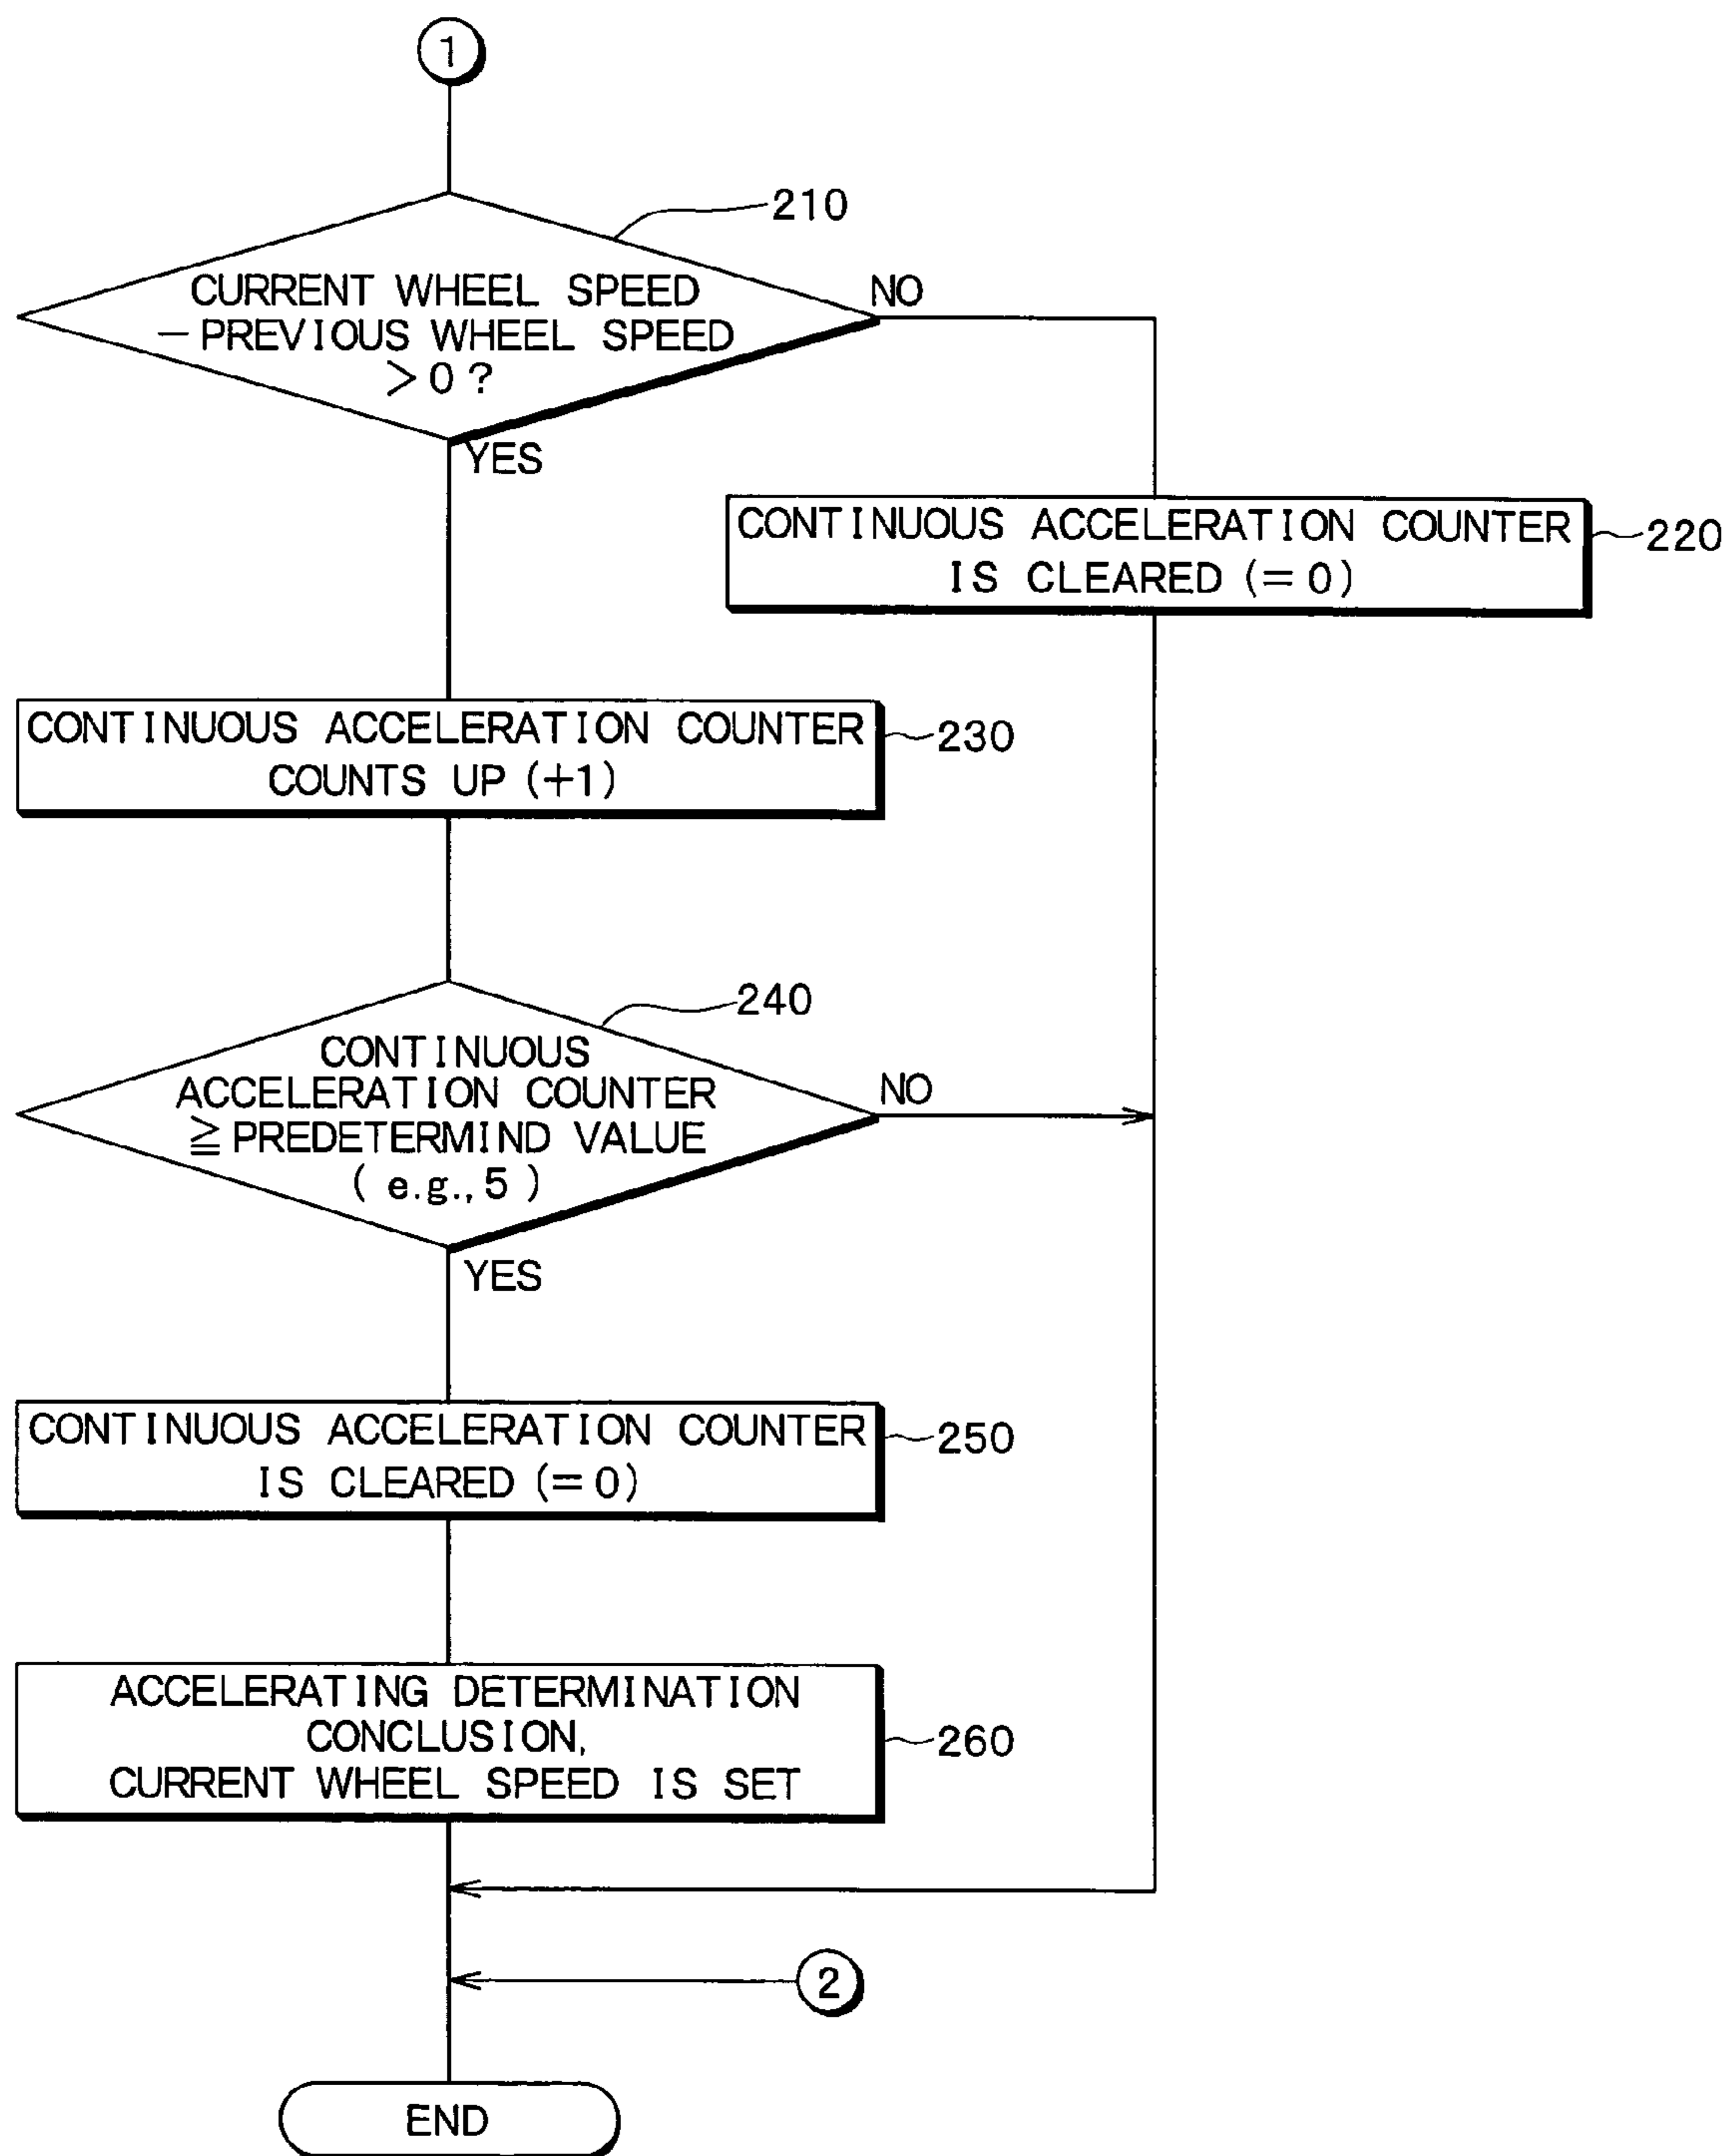 1
210
CURRENT WHEEL SPEED
−PREVIOUS WHEEL SPEED
>0?
NO
YES
CONTINUOUS ACCELERATION COUNTER
IS CLEARED (=0)
220
CONTINUOUS ACCELERATION COUNTER
COUNTS UP (+1)
230
240
CONTINUOUS
ACCELERATION COUNTER
≧PREDETERMIND VALUE
( e.g., 5 )
NO
YES
CONTINUOUS ACCELERATION COUNTER
IS CLEARED (=0)
250
ACCELERATING DETERMINATION
CONCLUSION,
CURRENT WHEEL SPEED IS SET
260
2
END